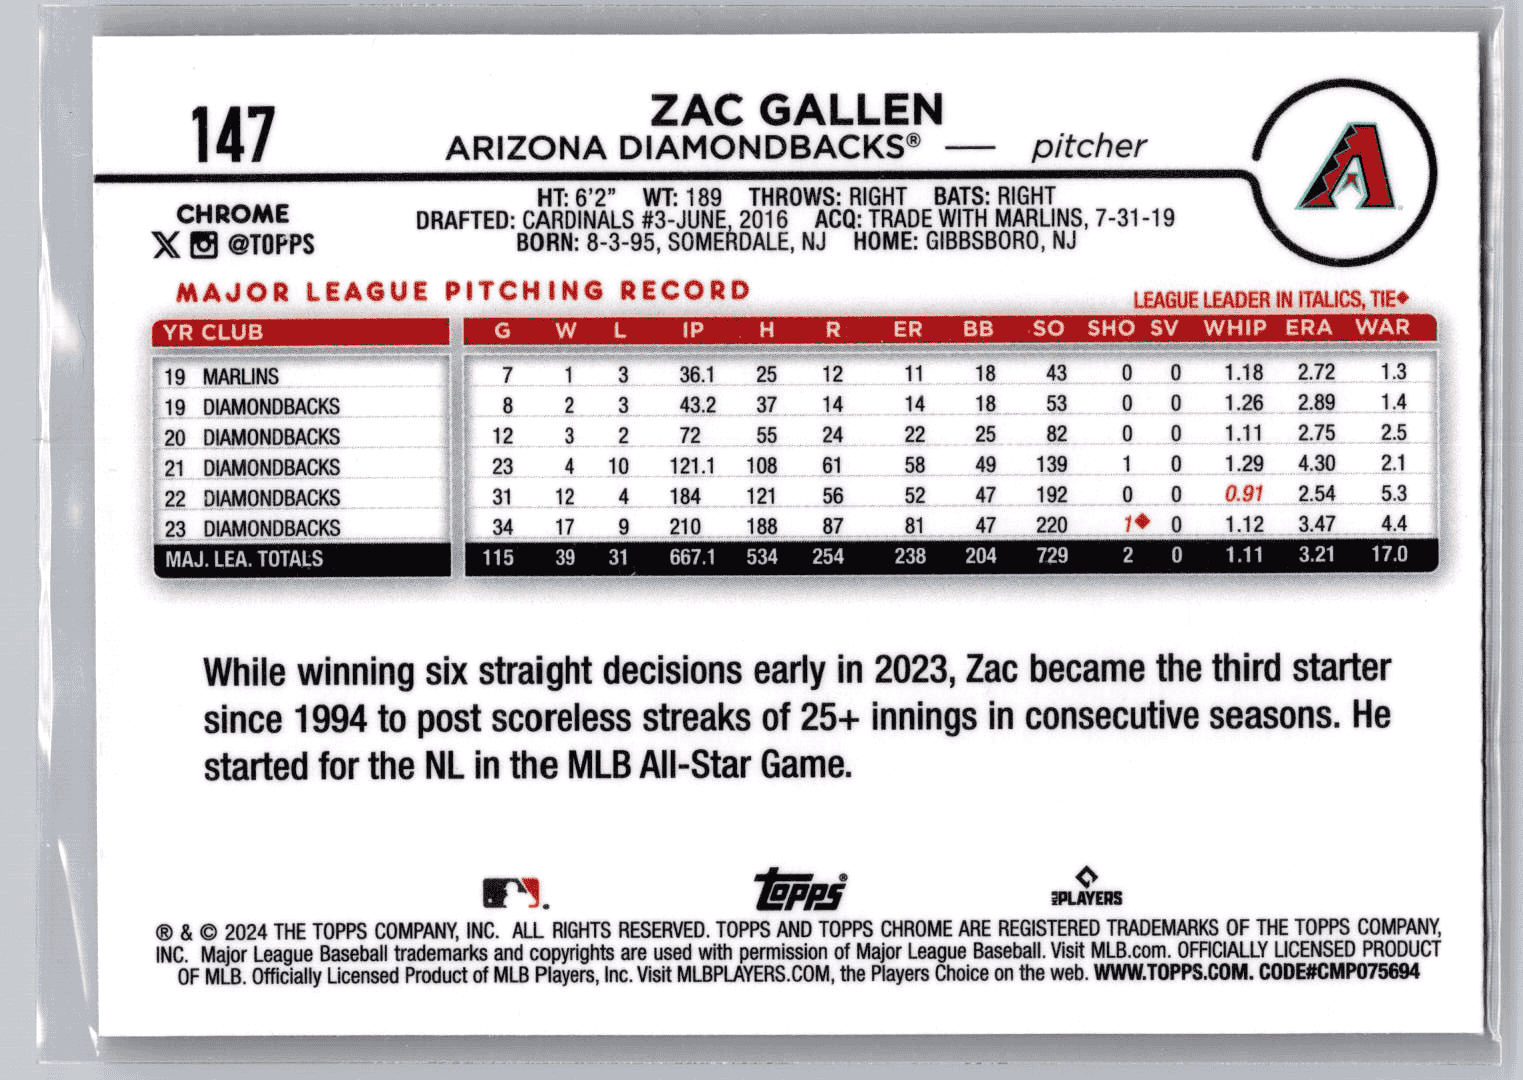 147
ZAC GALLEN
ARIZONA DIAMONDBACKS® — pitcher
CHROME
@TOPPS
HT: 6'2" WT: 189 THROWS: RIGHT BATS: RIGHT
DRAFTED: CARDINALS #3-JUNE, 2016 ACQ: TRADE WITH MARLINS, 7-31-19
BORN: 8-3-95, SOMERDALE, NJ HOME: GIBBSBORO, NJ
MAJOR LEAGUE PITCHING RECORD
LEAGUE LEADER IN ITALICS, TIE♦
YR CLUB G W L IP H R ER BB SO SHO SV WHIP ERA WAR
19 MARLINS 7 1 3 36.1 25 12 11 18 43 0 0 1.18 2.72 1.3
19 DIAMONDBACKS 8 2 3 43.2 37 14 14 18 53 0 0 1.26 2.89 1.4
20 DIAMONDBACKS 12 3 2 72 55 24 22 25 82 0 0 1.11 2.75 2.5
21 DIAMONDBACKS 23 4 10 121.1 108 61 58 49 139 1 0 1.29 4.30 2.1
22 DIAMONDBACKS 31 12 4 184 121 56 52 47 192 0 0 0.91 2.54 5.3
23 DIAMONDBACKS 34 17 9 210 188 87 81 47 220 1♦ 0 1.12 3.47 4.4
MAJ. LEA. TOTALS 115 39 31 667.1 534 254 238 204 729 2 0 1.11 3.21 17.0
While winning six straight decisions early in 2023, Zac became the third starter
since 1994 to post scoreless streaks of 25+ innings in consecutive seasons. He
started for the NL in the MLB All-Star Game.
Topps®
MLB PLAYERS
® & © 2024 THE TOPPS COMPANY, INC. ALL RIGHTS RESERVED. TOPPS AND TOPPS CHROME ARE REGISTERED TRADEMARKS OF THE TOPPS COMPANY,
INC. Major League Baseball trademarks and copyrights are used with permission of Major League Baseball. Visit MLB.com. OFFICIALLY LICENSED PRODUCT
OF MLB. Officially Licensed Product of MLB Players, Inc. Visit MLBPLAYERS.COM, the Players Choice on the web. WWW.TOPPS.COM. CODE#CMP075694